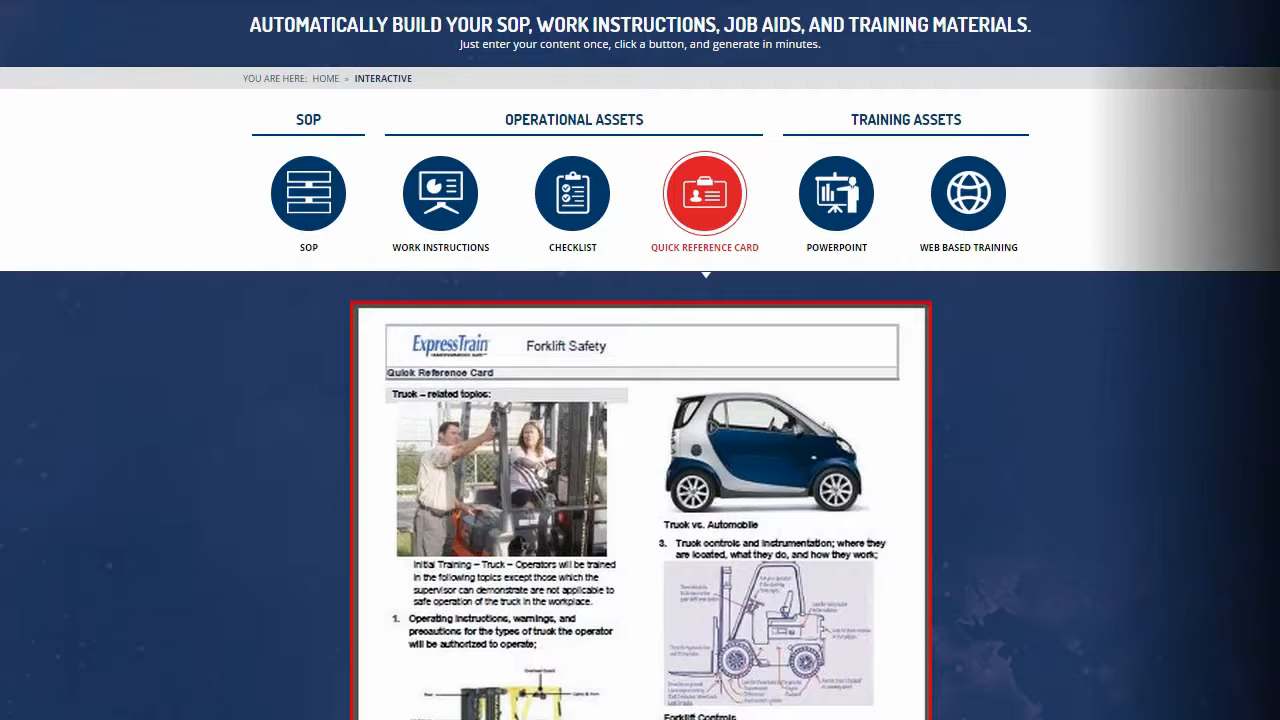 AUTOMATICALLY BUILD YOUR SOP, WORK INSTRUCTIONS, JOB AIDS, AND TRAINING MATERIALS.
Just enter your content once, click a button, and generate in minutes.
YOU ARE HERE: HOME » INTERACTIVE
SOP
OPERATIONAL ASSETS
TRAINING ASSETS
SOP
WORK INSTRUCTIONS
CHECKLIST
QUICK REFERENCE CARD
POWERPOINT
WEB BASED TRAINING
ExpressTrain
Forklift Safety
Quick Reference Card
Truck – related topics:
Initial Training – Truck – Operators will be trained
in the following topics except those which the
supervisor can demonstrate are not applicable to
safe operation of the truck in the workplace.
1. Operating instructions, warnings, and
precautions for the types of truck the operator
will be authorized to operate;
Overhead Guard
Truck vs. Automobile
3. Truck controls and instrumentation; where they
are located, what they do, and how they work;
Forklift Controls